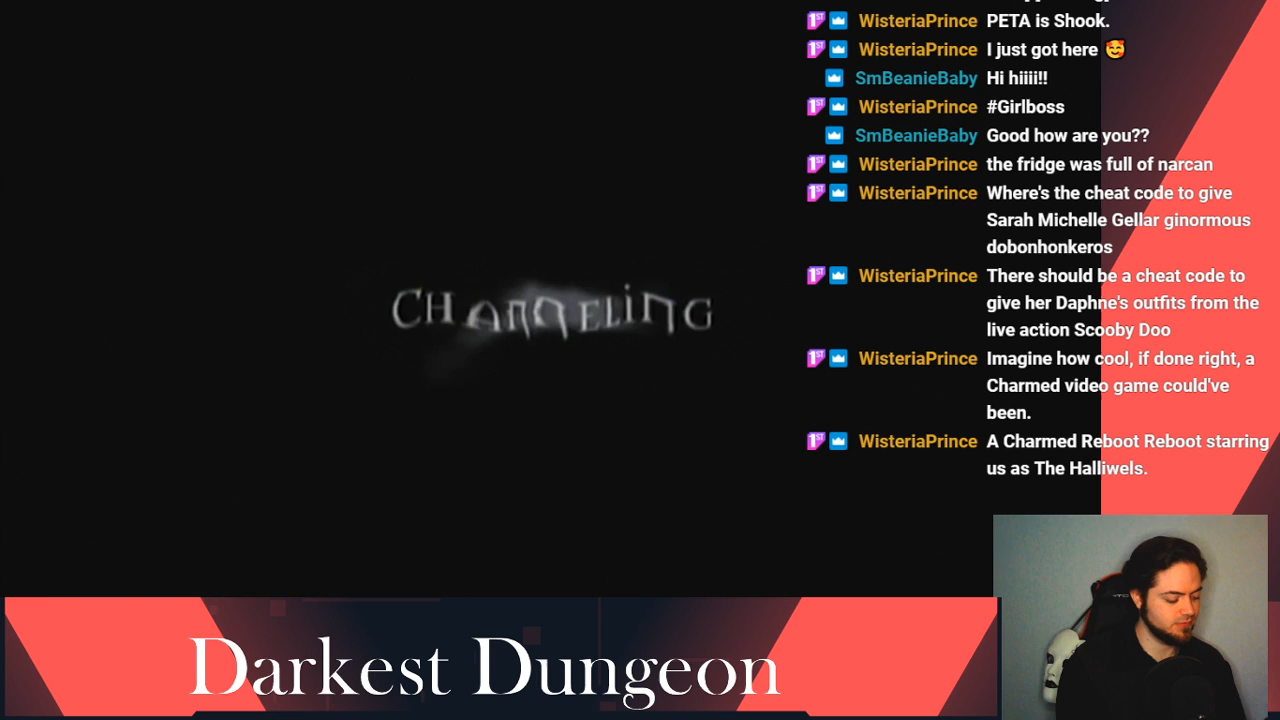 WisteriaPrince PETA is Shook.
WisteriaPrince I just got here 🥰
SmBeanieBaby Hi hiiii!!
WisteriaPrince #Girlboss
SmBeanieBaby Good how are you??
WisteriaPrince the fridge was full of narcan
WisteriaPrince Where's the cheat code to give
Sarah Michelle Gellar ginormous
dobonhonkeros
WisteriaPrince There should be a cheat code to
give her Daphne's outfits from the
live action Scooby Doo
WisteriaPrince Imagine how cool, if done right, a
Charmed video game could've
been.
WisteriaPrince A Charmed Reboot Reboot starring
us as The Halliwels.
CHANNELING
Darkest Dungeon